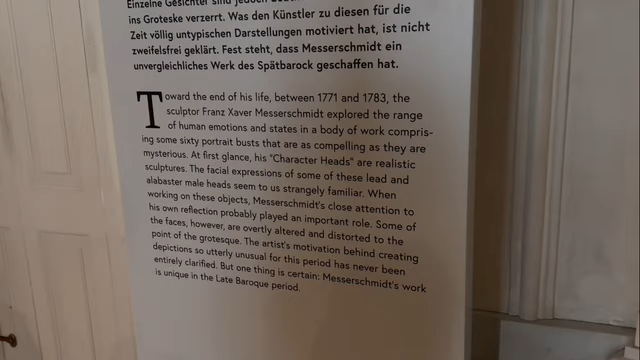 Einzelne Gesichter sind jedoch
ins Groteske verzerrt. Was den Künstler zu diesen für die
Zeit völlig untypischen Darstellungen motiviert hat, ist nicht
zweifelsfrei geklärt. Fest steht, dass Messerschmidt ein
unvergleichliches Werk des Spätbarock geschaffen hat.
Toward the end of his life, between 1771 and 1783, the
sculptor Franz Xaver Messerschmidt explored the range
of human emotions and states in a body of work compris-
ing some sixty portrait busts that are as compelling as they are
mysterious. At first glance, his "Character Heads" are realistic
sculptures. The facial expressions of some of these lead and
alabaster male heads seem to us strangely familiar. When
working on these objects, Messerschmidt's close attention to
his own reflection probably played an important role. Some of
the faces, however, are overtly altered and distorted to the
point of the grotesque. The artist's motivation behind creating
depictions so utterly unusual for this period has never been
entirely clarified. But one thing is certain: Messerschmidt's work
is unique in the Late Baroque period.